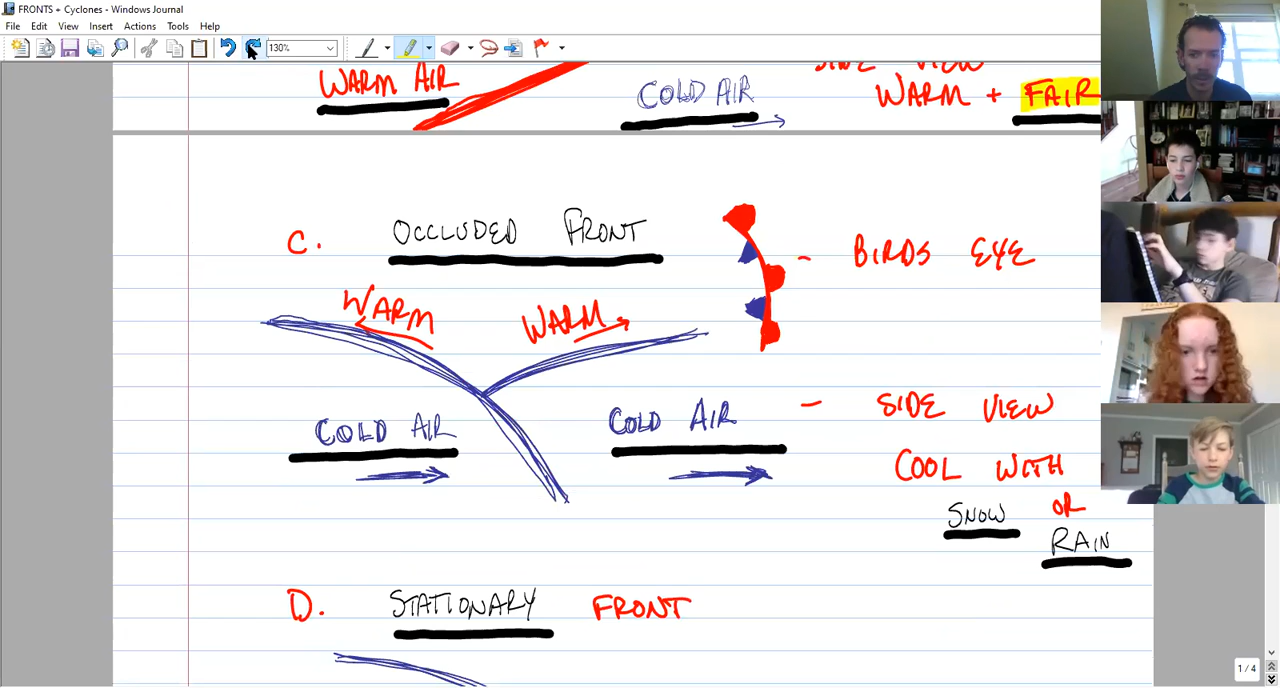 FRONTS + Cyclones - Windows Journal
File Edit View Insert Actions Tools Help
130%
WARM AIR
COLD AIR
SIDE VIEW
WARM + FAIR
C. OCCLUDED FRONT
- BIRDS EYE
WARM WARM
COLD AIR COLD AIR
- SIDE VIEW
COOL WITH
SNOW OR
RAIN
D. STATIONARY FRONT
1 / 4